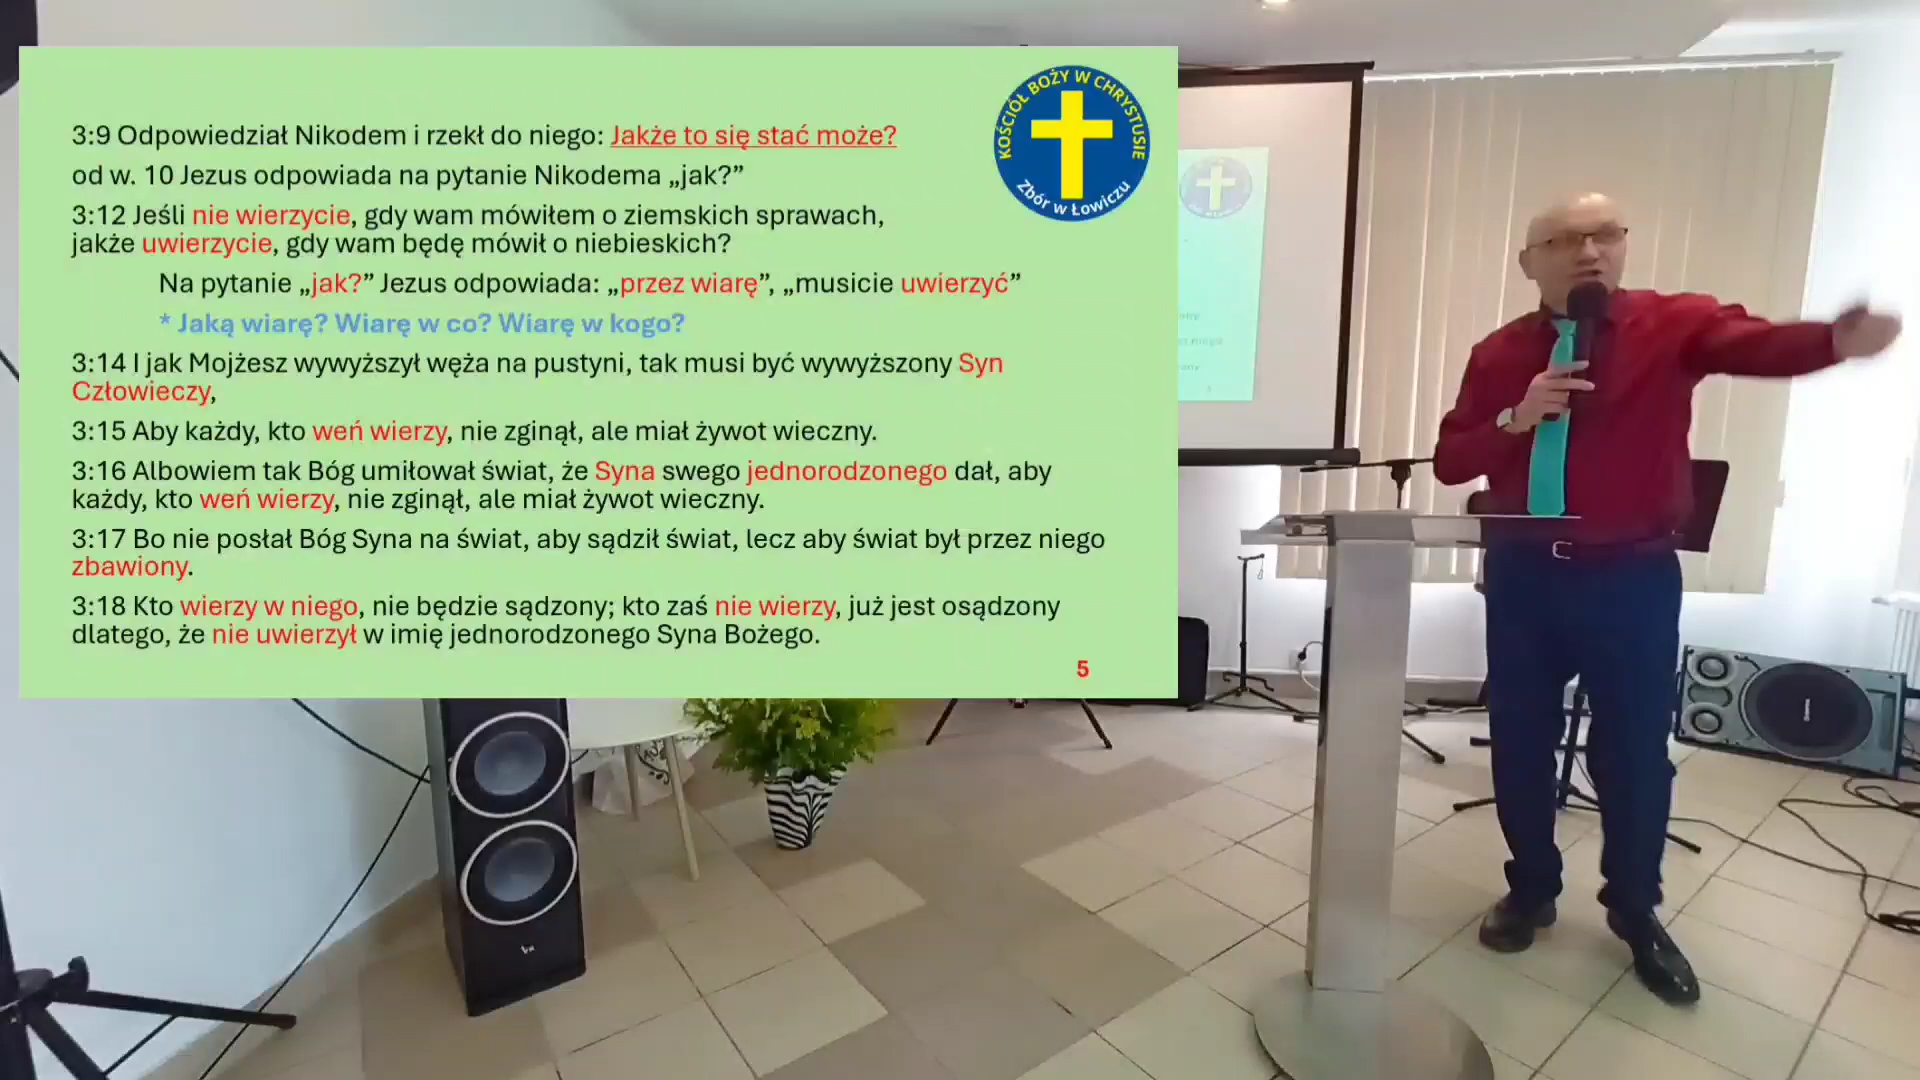 3:9 Odpowiedział Nikodem i rzekł do niego: Jakże to się stać może?
od w. 10 Jezus odpowiada na pytanie Nikodema „jak?”
3:12 Jeśli nie wierzycie, gdy wam mówiłem o ziemskich sprawach,
jakże uwierzycie, gdy wam będę mówił o niebieskich?
Na pytanie „jak?” Jezus odpowiada: „przez wiarę”, „musicie uwierzyć”
* Jaką wiarę? Wiarę w co? Wiarę w kogo?
3:14 I jak Mojżesz wywyższył węża na pustyni, tak musi być wywyższony Syn
Człowieczy,
3:15 Aby każdy, kto weń wierzy, nie zginął, ale miał żywot wieczny.
3:16 Albowiem tak Bóg umiłował świat, że Syna swego jednorodzonego dał, aby
każdy, kto weń wierzy, nie zginął, ale miał żywot wieczny.
3:17 Bo nie posłał Bóg Syna na świat, aby sądził świat, lecz aby świat był przez niego
zbawiony.
3:18 Kto wierzy w niego, nie będzie sądzony; kto zaś nie wierzy, już jest osądzony
dlatego, że nie uwierzył w imię jednorodzonego Syna Bożego.
5
KOŚCIÓŁ BOŻY W CHRYSTUSIE
Zbór w Łowiczu